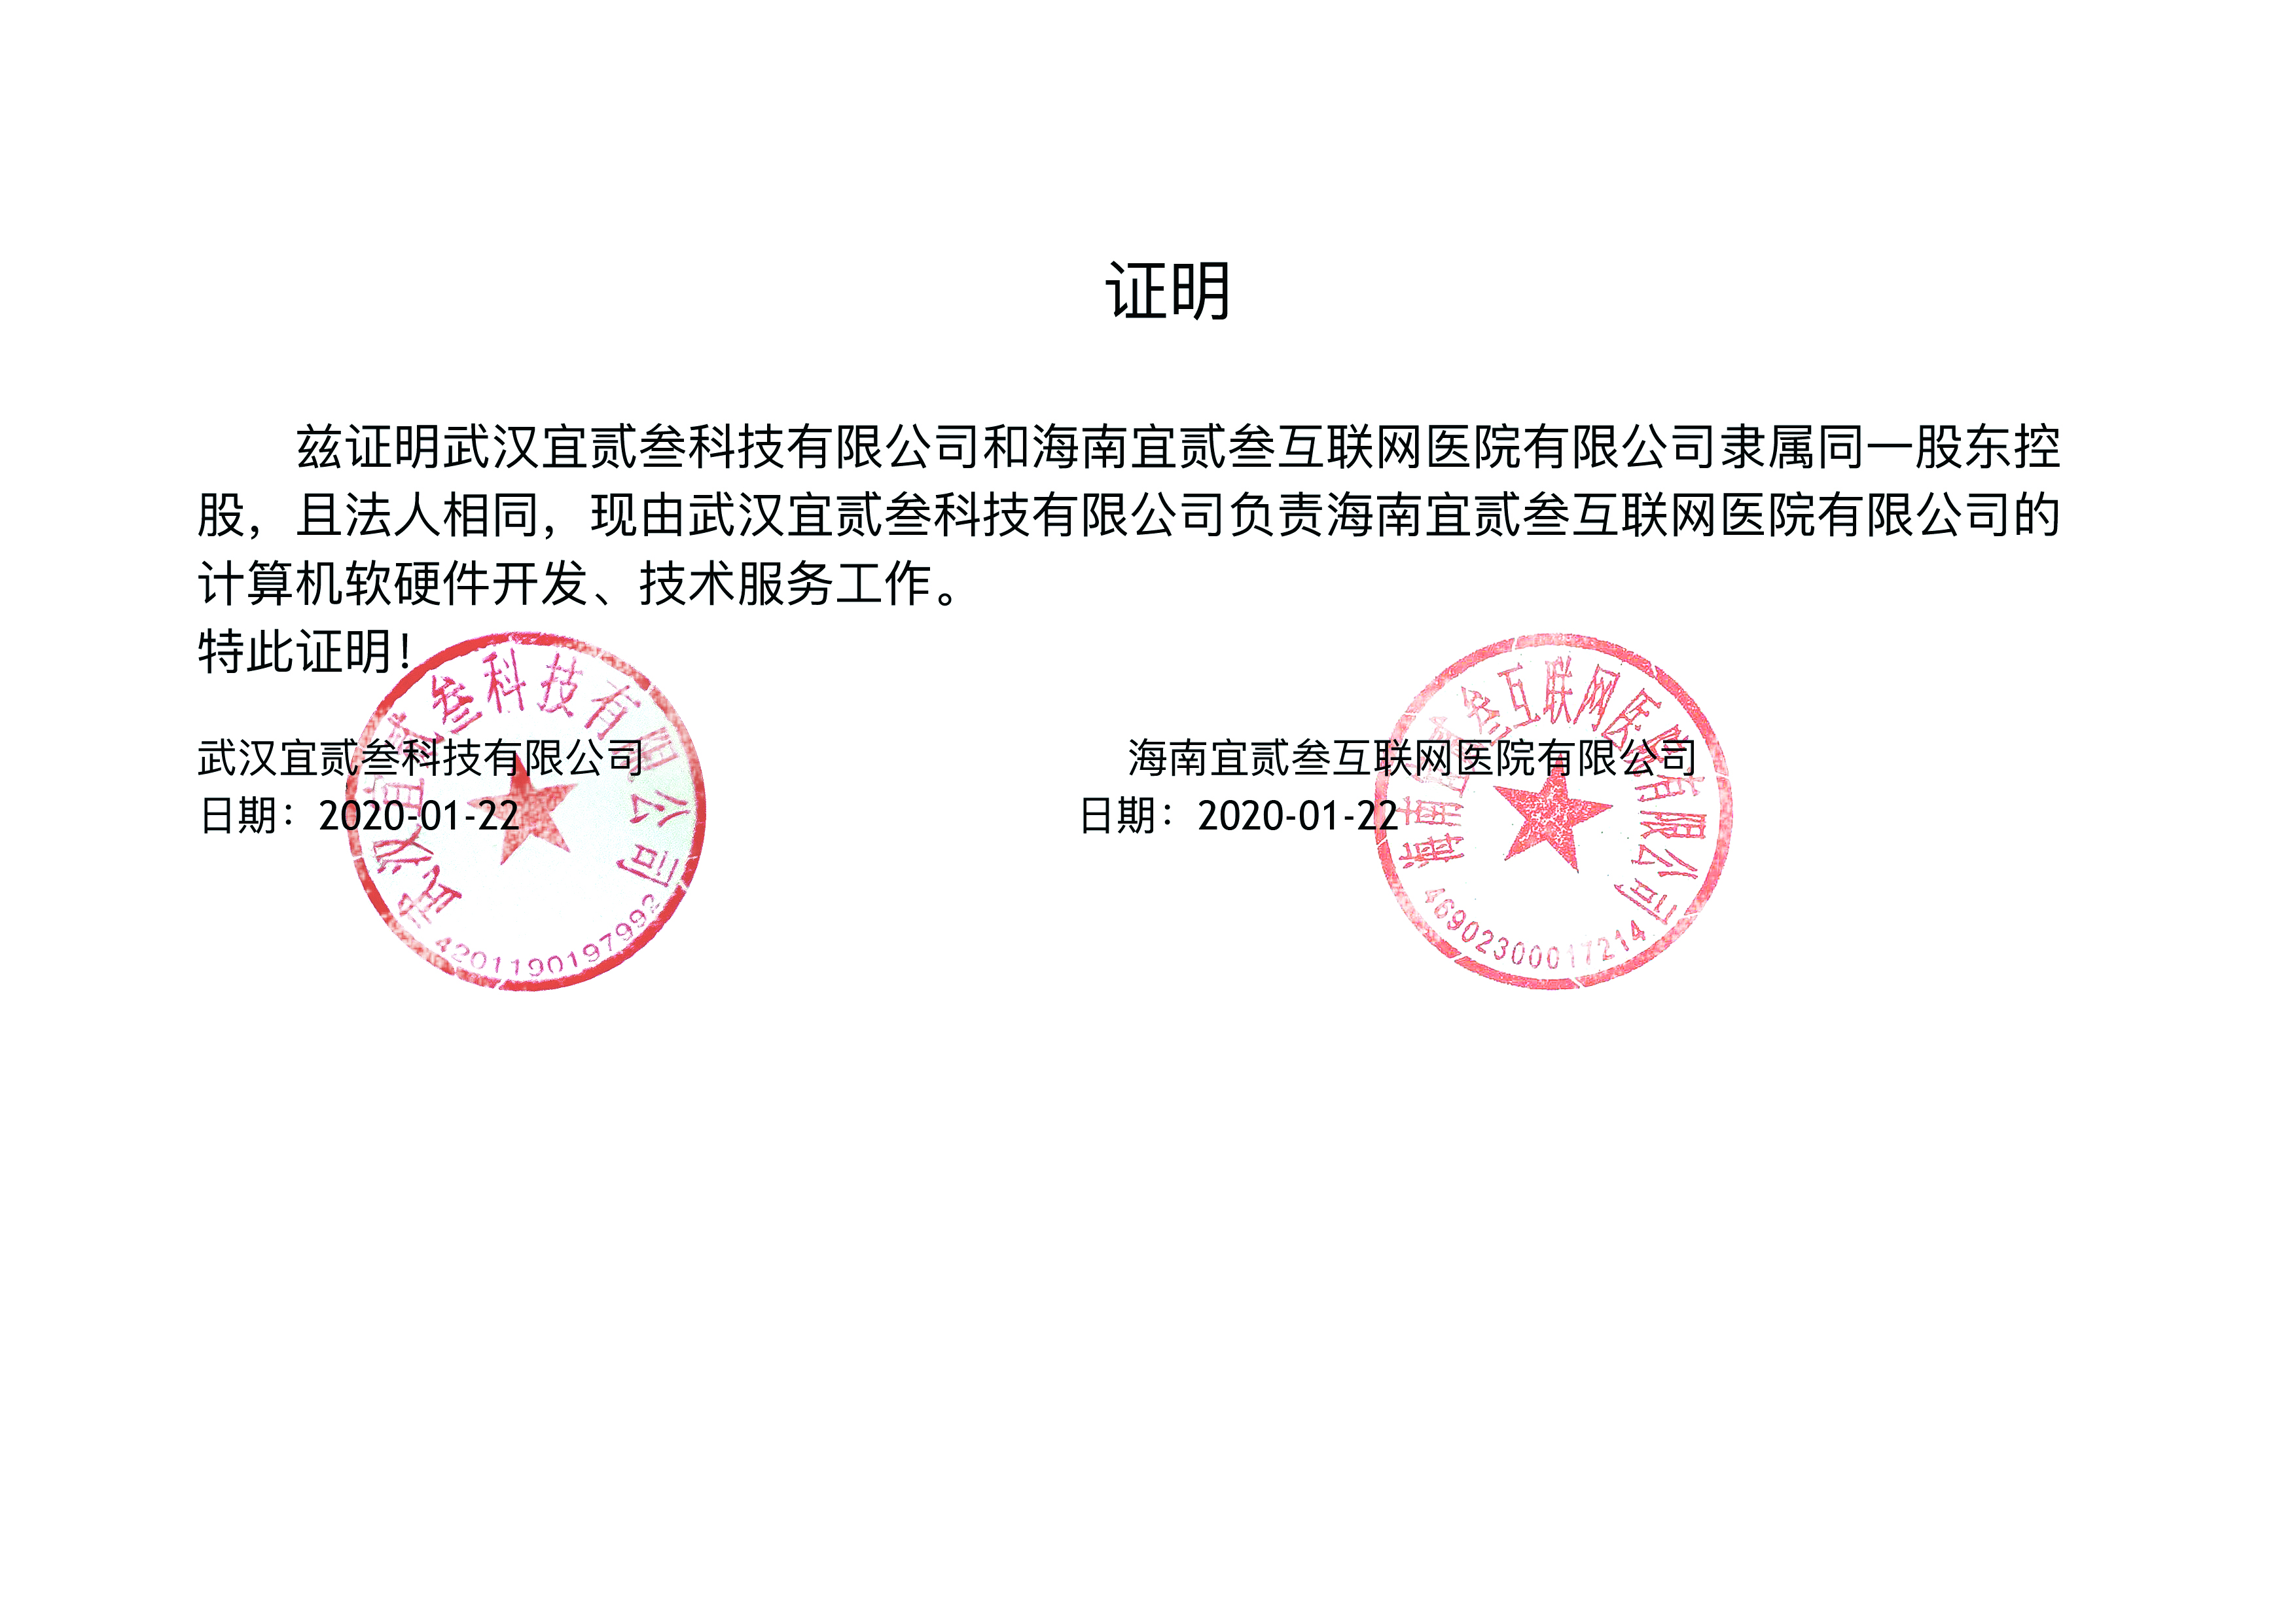 证明
兹证明武汉宜贰叁科技有限公司和海南宜贰叁互联网医院有限公司隶属同一股东控
股，且法人相同，现由武汉宜贰叁科技有限公司负责海南宜贰叁互联网医院有限公司的
计算机软硬件开发、技术服务工作。
特此证明！
武汉宜贰叁科技有限公司
日期：2020-01-22
武汉宜贰叁科技有限公司
4201190197992
海南宜贰叁互联网医院有限公司
日期：2020-01-22
海南宜贰叁互联网医院有限公司
46902300017214